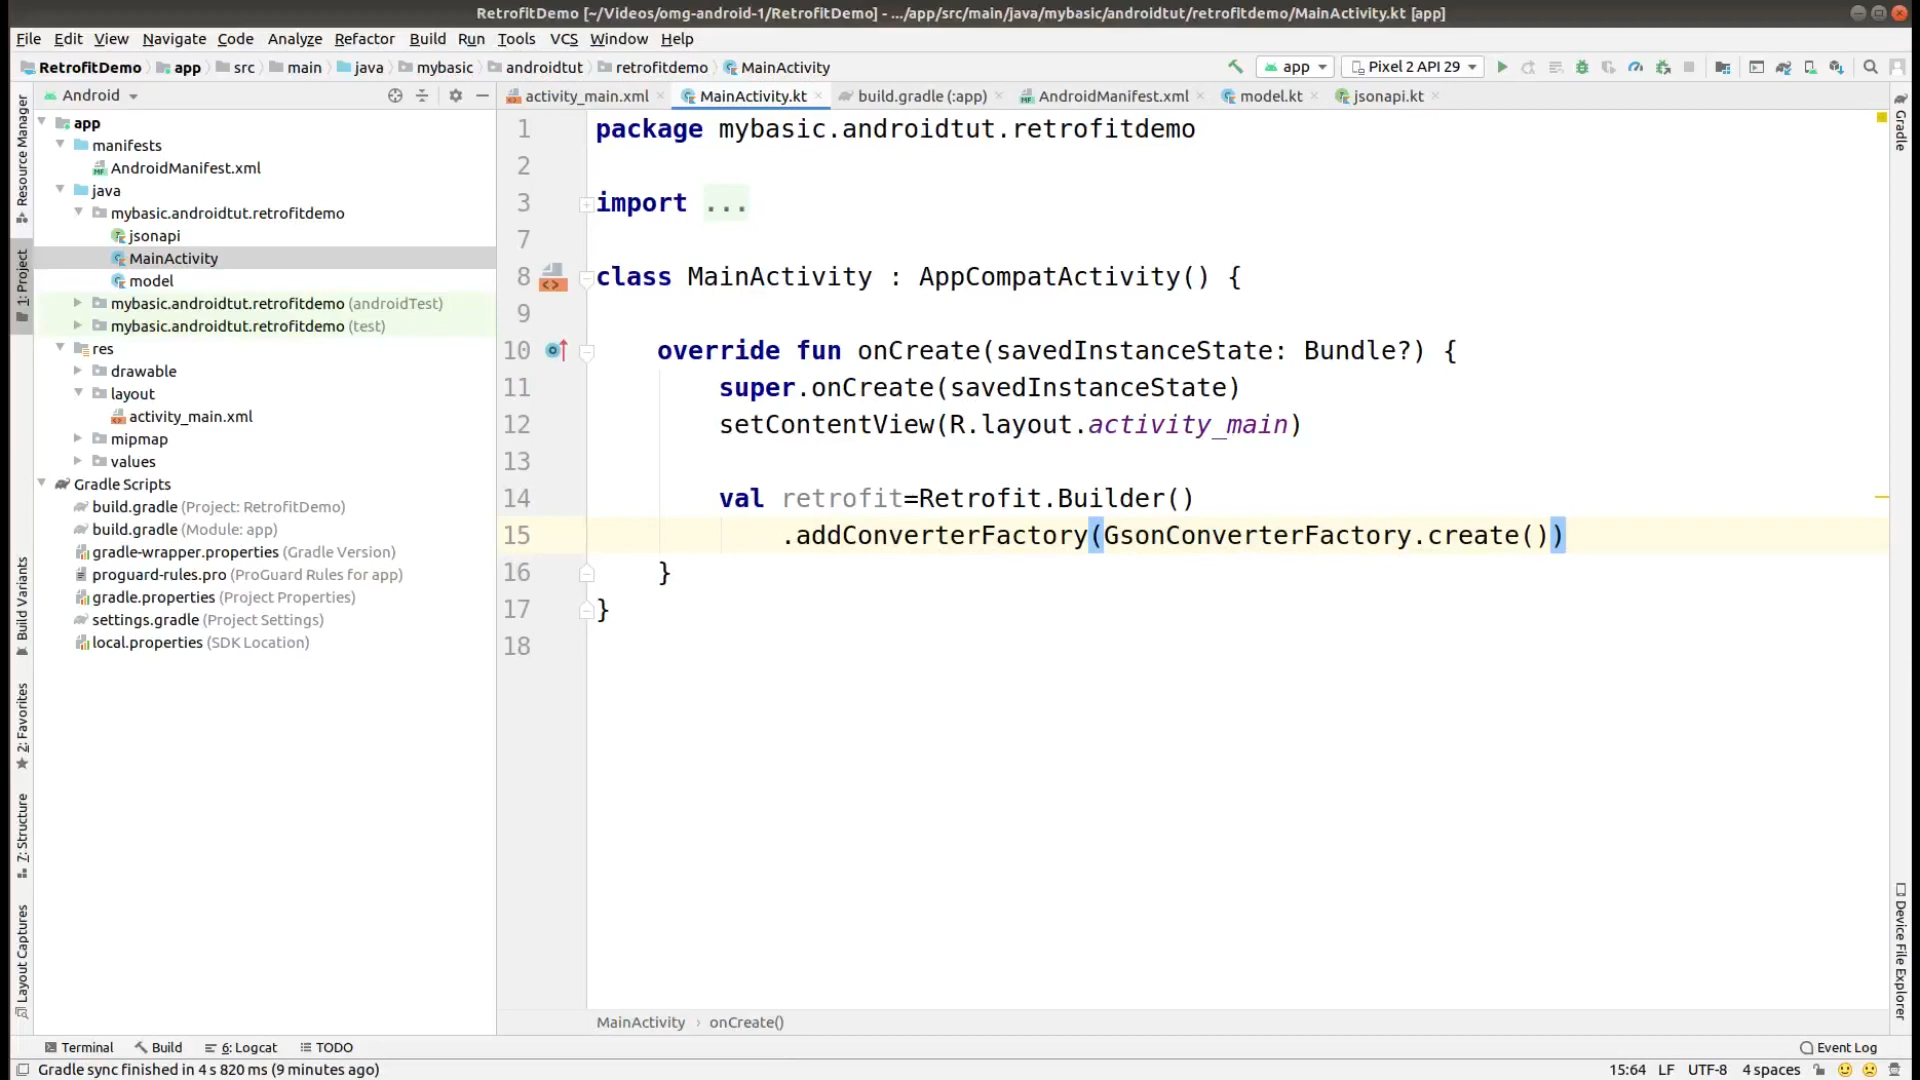 RetrofitDemo [~/Videos/omg-android-1/RetrofitDemo] - .../app/src/main/java/mybasic/androidtut/retrofitdemo/MainActivity.kt [app]
File Edit View Navigate Code Analyze Refactor Build Run Tools VCS Window Help
RetrofitDemo app src main java mybasic androidtut retrofitdemo MainActivity app Pixel 2 API 29
Android
activity_main.xml MainActivity.kt build.gradle (:app) AndroidManifest.xml model.kt jsonapi.kt
Resource Manager
1: Project
Build Variants
2: Favorites
7: Structure
Layout Captures
app
manifests
AndroidManifest.xml
java
mybasic.androidtut.retrofitdemo
jsonapi
MainActivity
model
mybasic.androidtut.retrofitdemo (androidTest)
mybasic.androidtut.retrofitdemo (test)
res
drawable
layout
activity_main.xml
mipmap
values
Gradle Scripts
build.gradle (Project: RetrofitDemo)
build.gradle (Module: app)
gradle-wrapper.properties (Gradle Version)
proguard-rules.pro (ProGuard Rules for app)
gradle.properties (Project Properties)
settings.gradle (Project Settings)
local.properties (SDK Location)
1 package mybasic.androidtut.retrofitdemo
2
3 import ...
7
8 class MainActivity : AppCompatActivity() {
9
10 override fun onCreate(savedInstanceState: Bundle?) {
11 super.onCreate(savedInstanceState)
12 setContentView(R.layout.activity_main)
13
14 val retrofit=Retrofit.Builder()
15 .addConverterFactory(GsonConverterFactory.create())
16 }
17 }
18
Gradle
Device File Explorer
MainActivity › onCreate()
Terminal Build 6: Logcat TODO Event Log
Gradle sync finished in 4 s 820 ms (9 minutes ago) 15:64 LF UTF-8 4 spaces